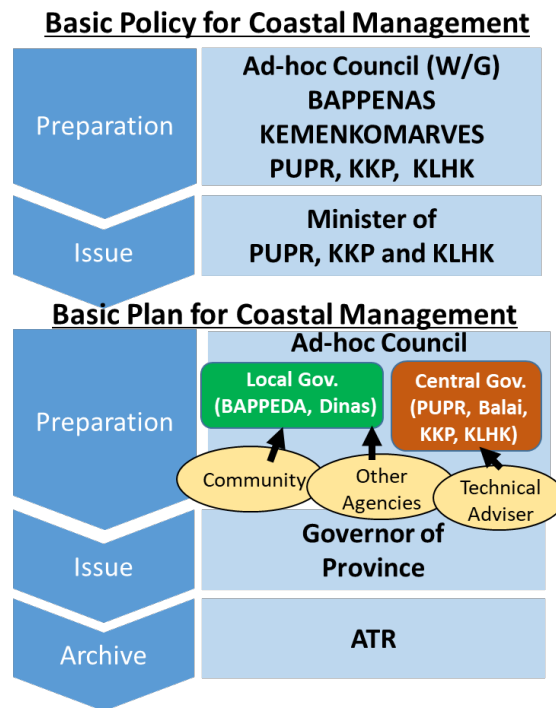 Basic Policy for Coastal Management
Preparation
Ad-hoc Council (W/G)
BAPPENAS
KEMENKOMARVES
PUPR, KKP, KLHK
Issue
Minister of
PUPR, KKP and KLHK
Basic Plan for Coastal Management
Preparation
Ad-hoc Council
Local Gov.
(BAPPEDA, Dinas)
Central Gov.
(PUPR, Balai,
KKP, KLHK)
Community
Other
Agencies
Technical
Adviser
Issue
Governor of
Province
Archive
ATR